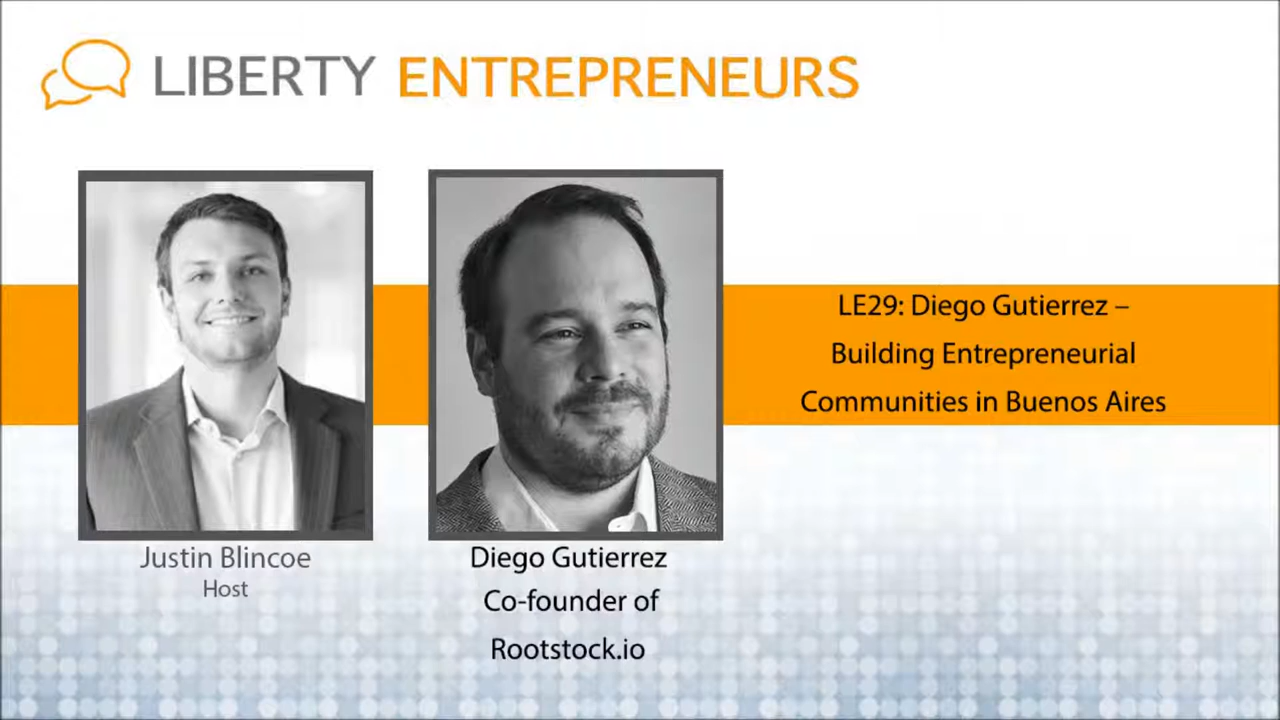 LIBERTY ENTREPRENEURS
LE29: Diego Gutierrez –
Building Entrepreneurial
Communities in Buenos Aires
Justin Blincoe
Host
Diego Gutierrez
Co-founder of
Rootstock.io